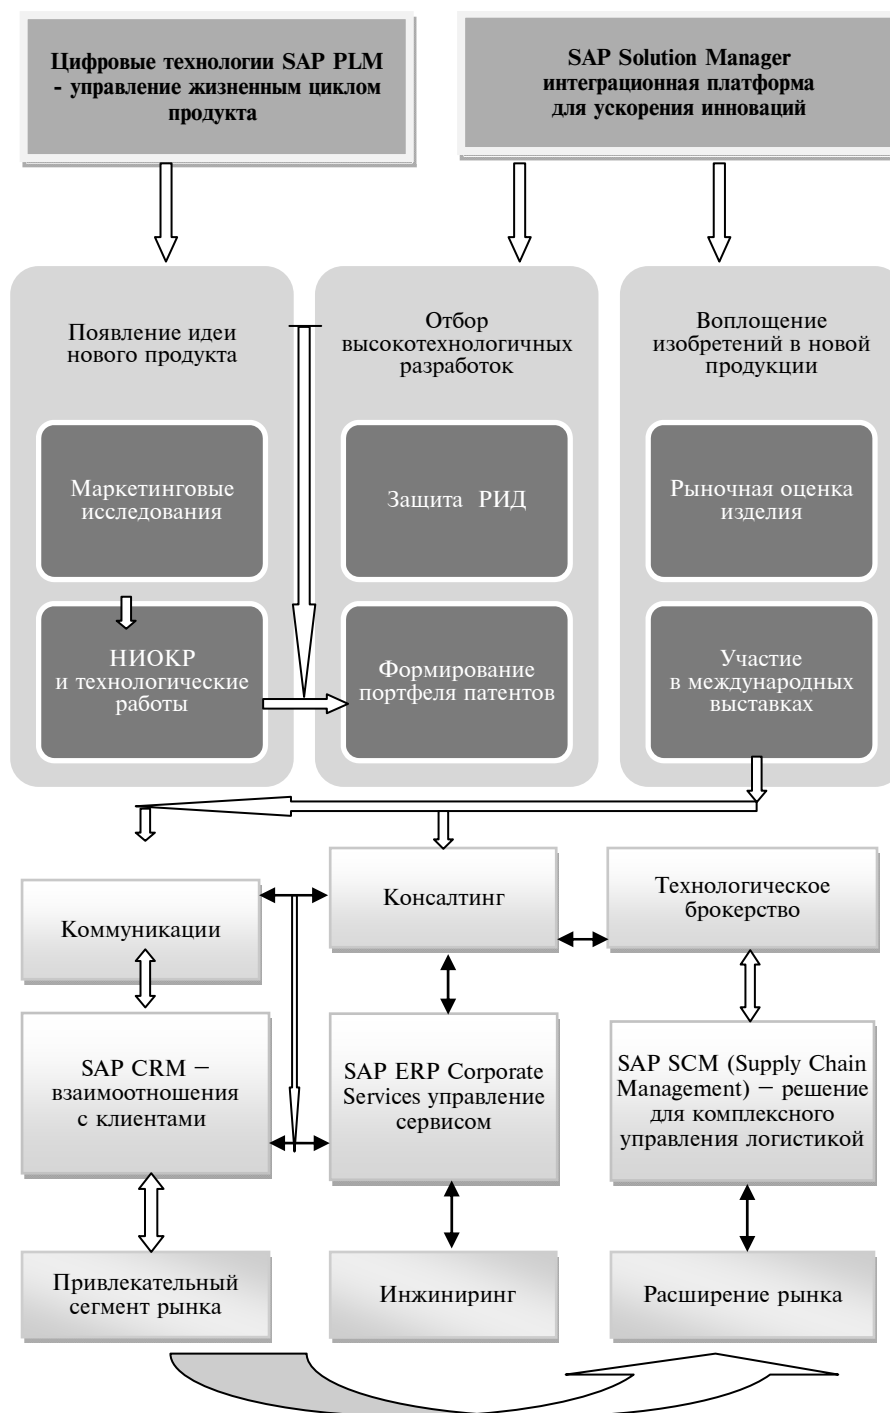 Цифровые технологии SAP PLM
- управление жизненным циклом
продукта
SAP Solution Manager
интеграционная платформа
для ускорения инноваций
Появление идеи
нового продукта
Маркетинговые
исследования
НИОКР
и технологические
работы
Отбор
высокотехнологичных
разработок
Защита РИД
Формирование
портфеля патентов
Воплощение
изобретений в новой
продукции
Рыночная оценка
изделия
Участие
в международных
выставках
Коммуникации
Консалтинг
Технологическое
брокерство
SAP CRM –
взаимоотношения
с клиентами
SAP ERP Corporate
Services управление
сервисом
SAP SCM (Supply Chain
Management) – решение
для комплексного
управления логистикой
Привлекательный
сегмент рынка
Инжиниринг
Расширение рынка